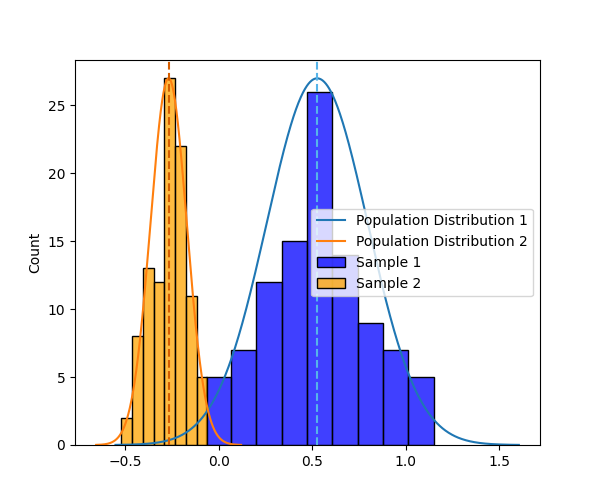 25
20
15
10
5
0
Count
Population Distribution 1
Population Distribution 2
Sample 1
Sample 2
−0.5 0.0 0.5 1.0 1.5